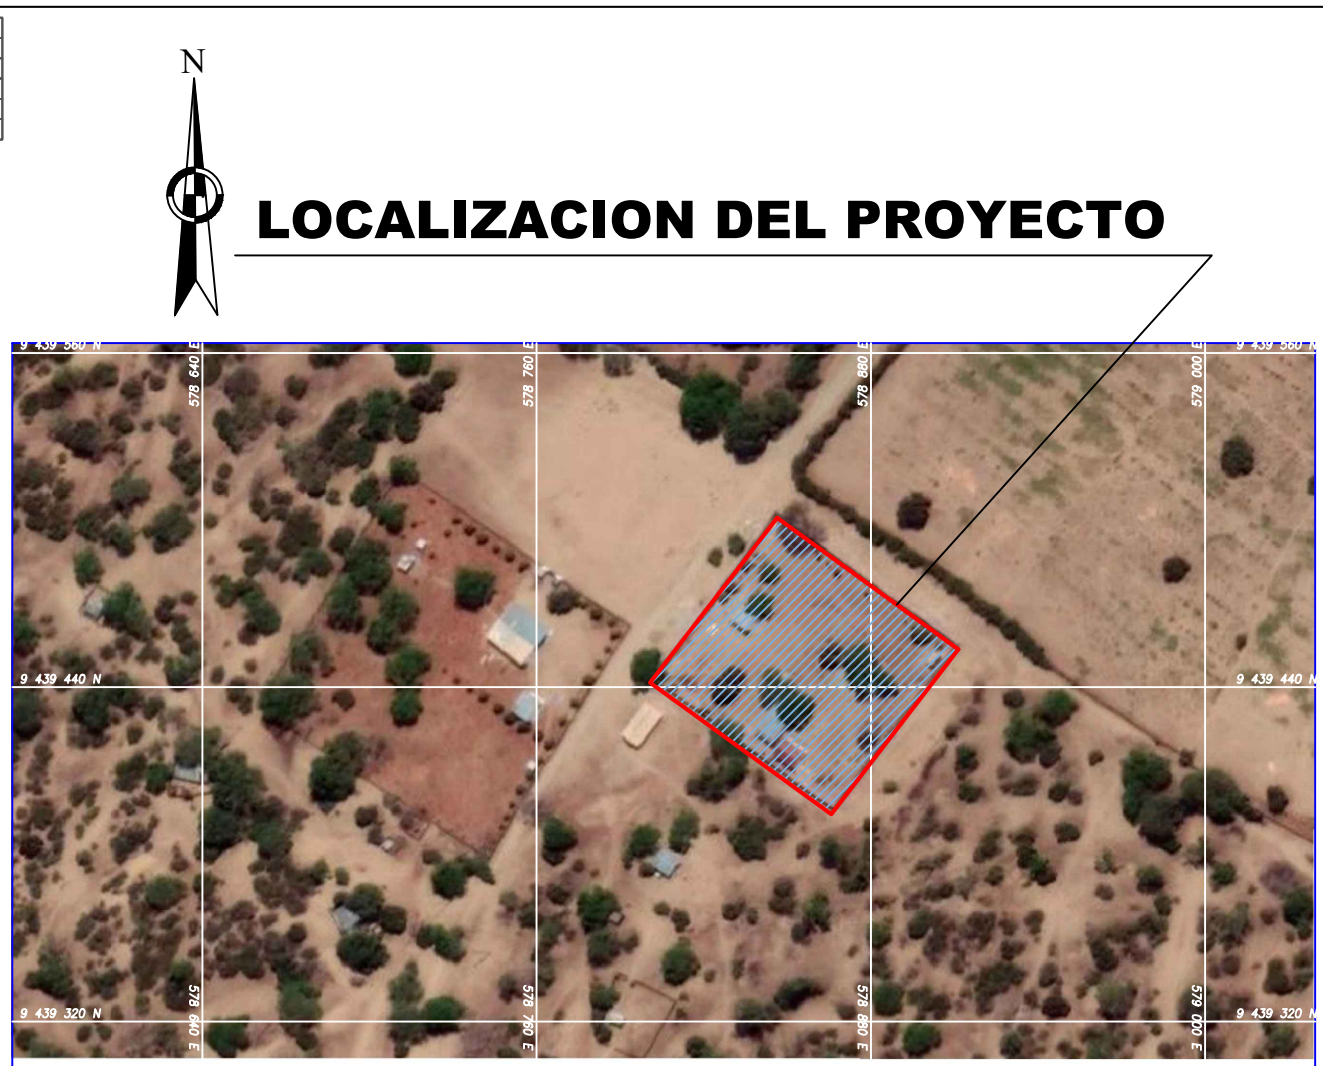 N
LOCALIZACION DEL PROYECTO
9 439 560 N
578 640 E
578 760 E
578 880 E
579 000 E
9 439 560 N
9 439 440 N
9 439 440 N
9 439 320 N
578 640 E
578 760 E
578 880 E
579 000 E
9 439 320 N